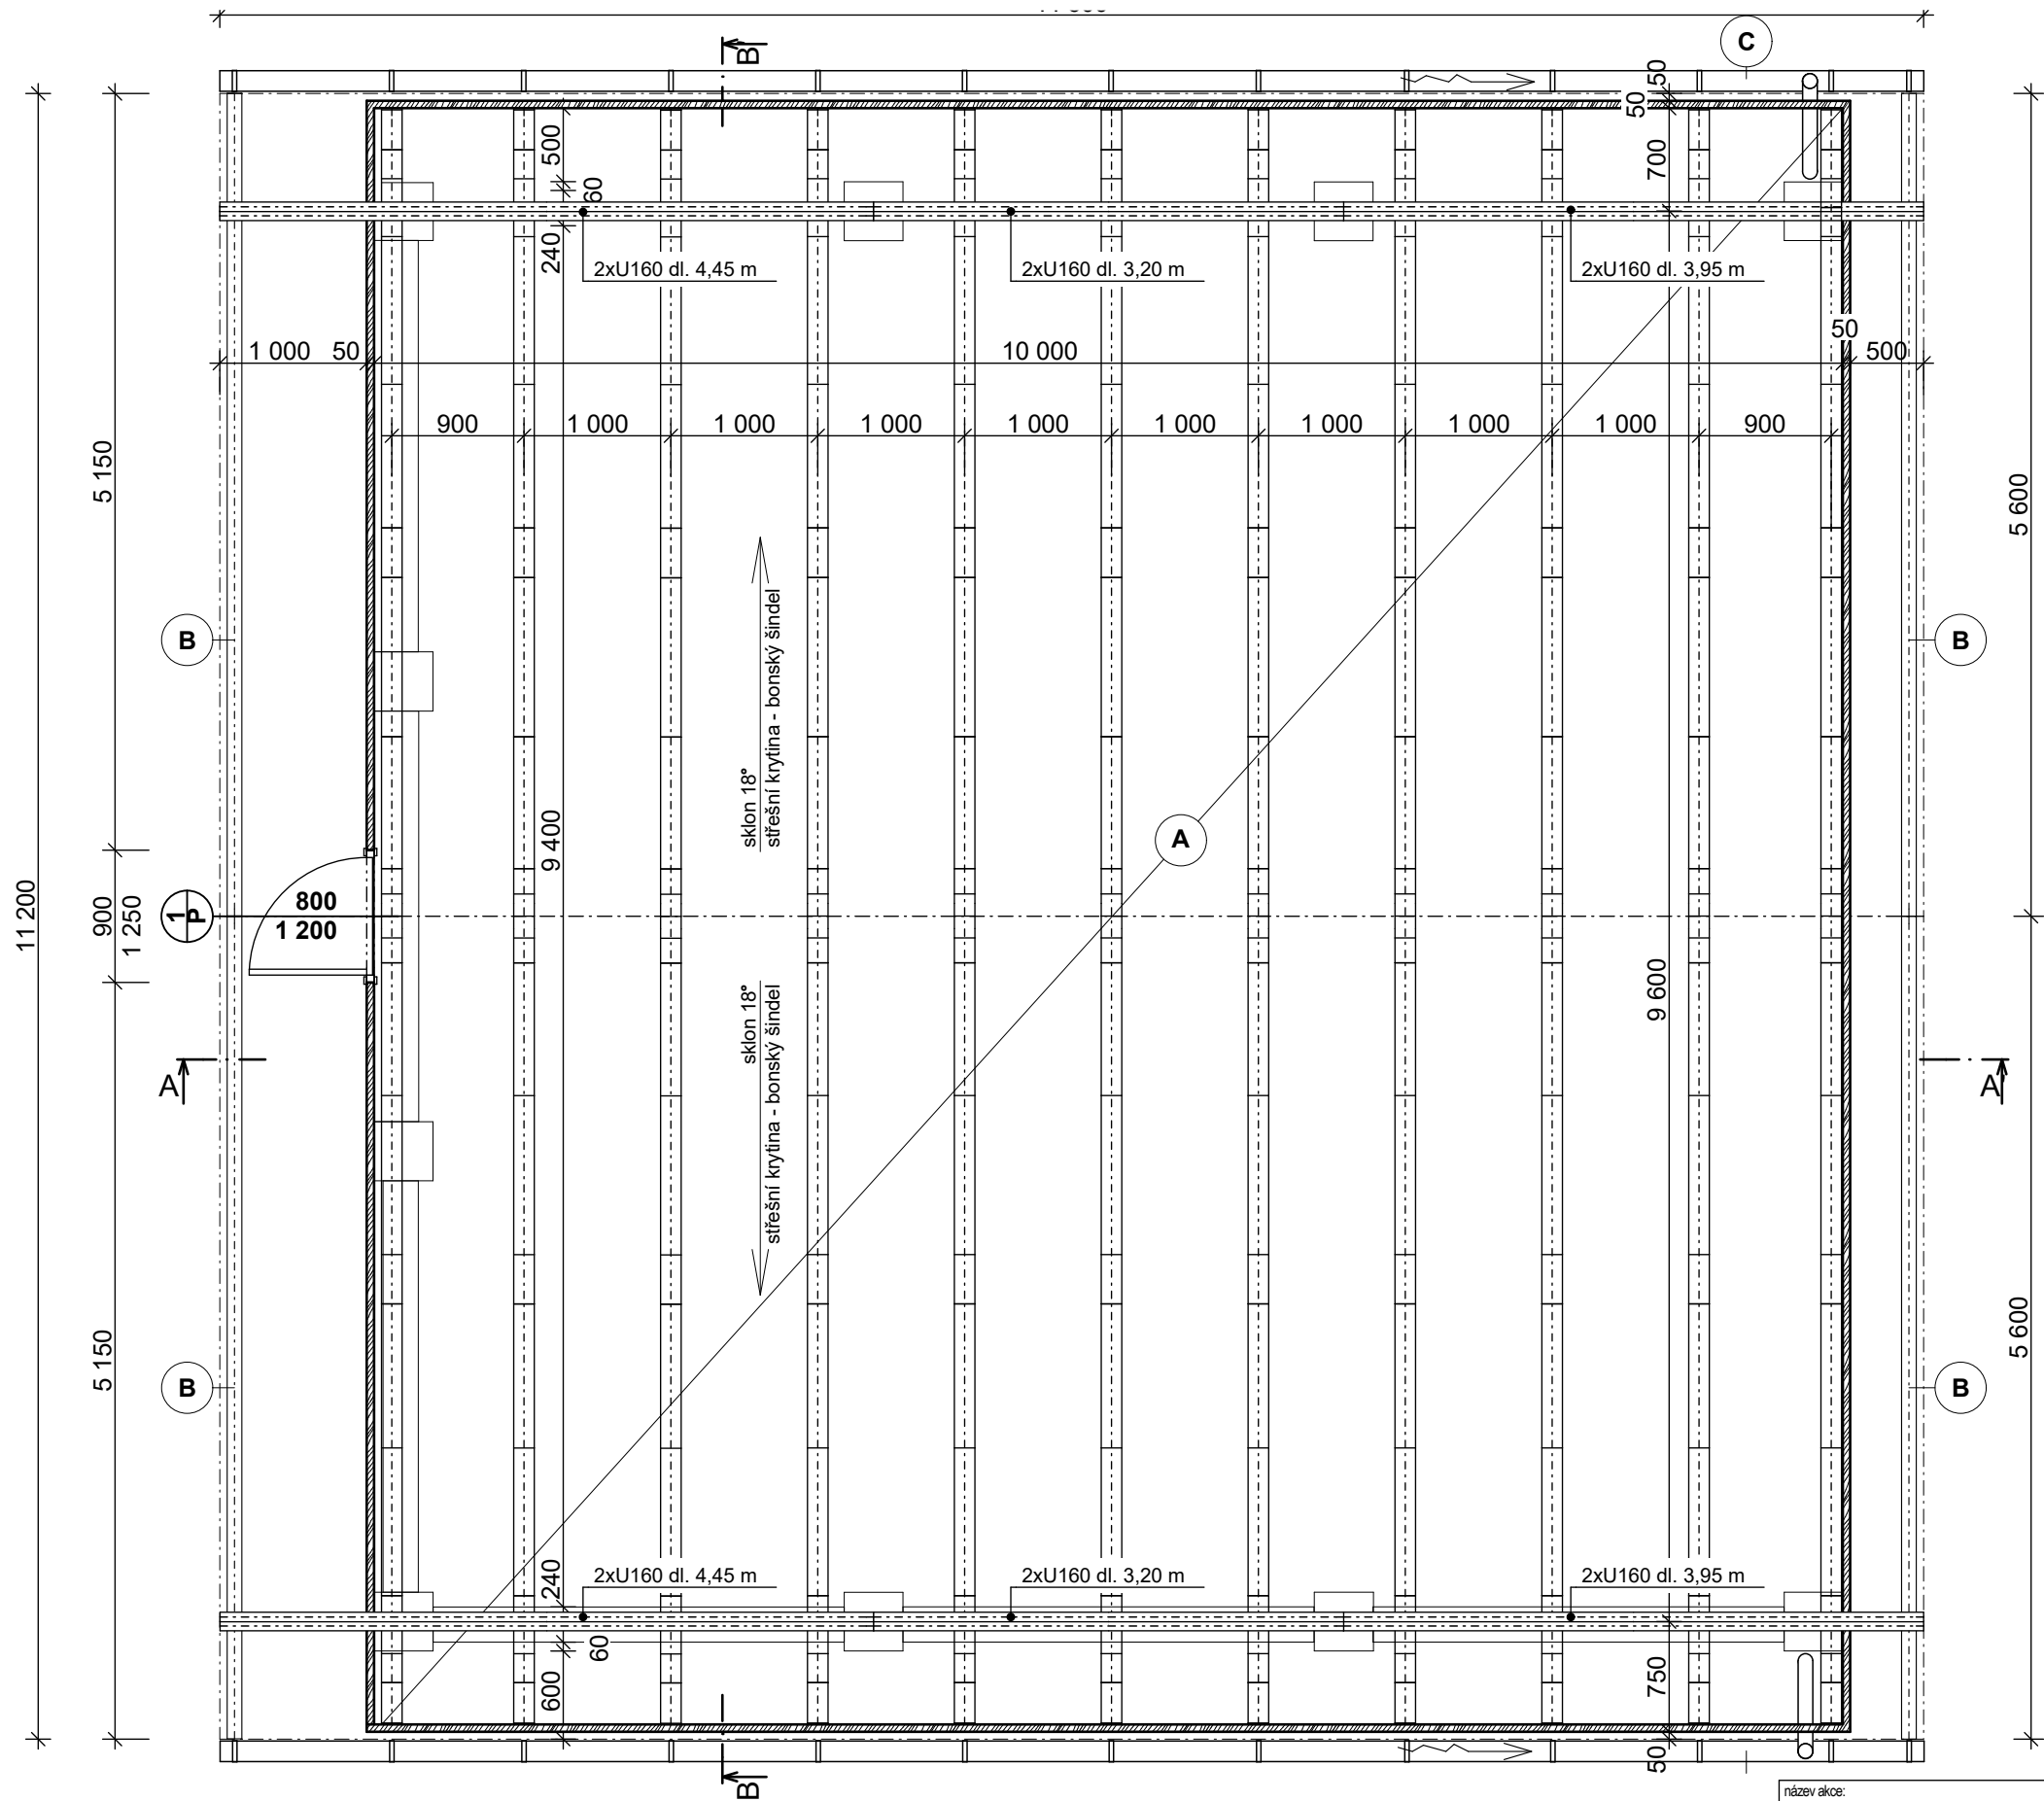 C
B
50
50
500
700
60
240
2xU160 dl. 4,45 m
2xU160 dl. 3,20 m
2xU160 dl. 3,95 m
1 000
50
10 000
50
500
900
1 000
1 000
1 000
1 000
1 000
1 000
1 000
1 000
900
5 150
5 600
sklon 18°
střešní krytina - bonský šindel
B
B
A
9 400
11 200
900
1 250
1
P
800
1 200
9 600
sklon 18°
střešní krytina - bonský šindel
A
A
5 150
5 600
B
B
2xU160 dl. 4,45 m
2xU160 dl. 3,20 m
2xU160 dl. 3,95 m
240
60
600
750
50
B
název akce: